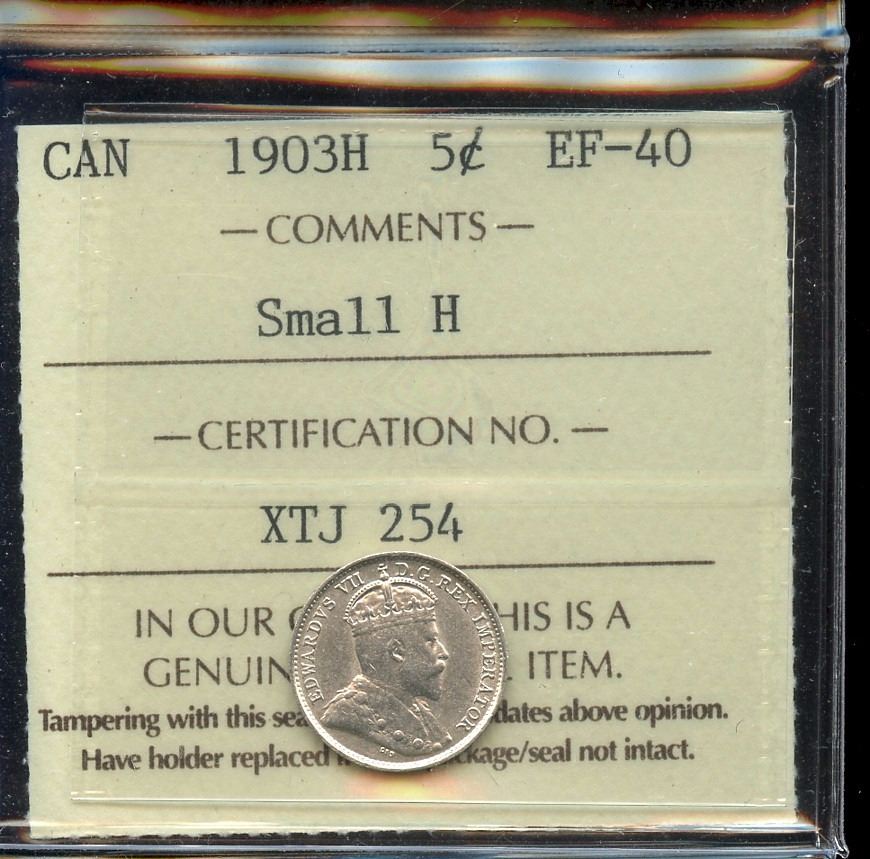 CAN 1903H 5¢ EF-40
— COMMENTS —
Small H
— CERTIFICATION NO. —
XTJ 254
EDWARDVS VII D.G. REX IMPERATOR
IN OUR HIS IS A
GENUIN ITEM.
Tampering with this sea dates above opinion.
Have holder replaced ckage/seal not intact.